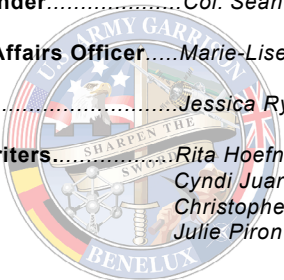 nder.....................Col. Sean
Affairs Officer.....Marie-Lise
............................Jessica Ry
riters.................Rita Hoefn
Cyndi Juar
Christophe
Julie Piron
U.S. ARMY GARRISON
SHARPEN THE
SWORD
BENELUX